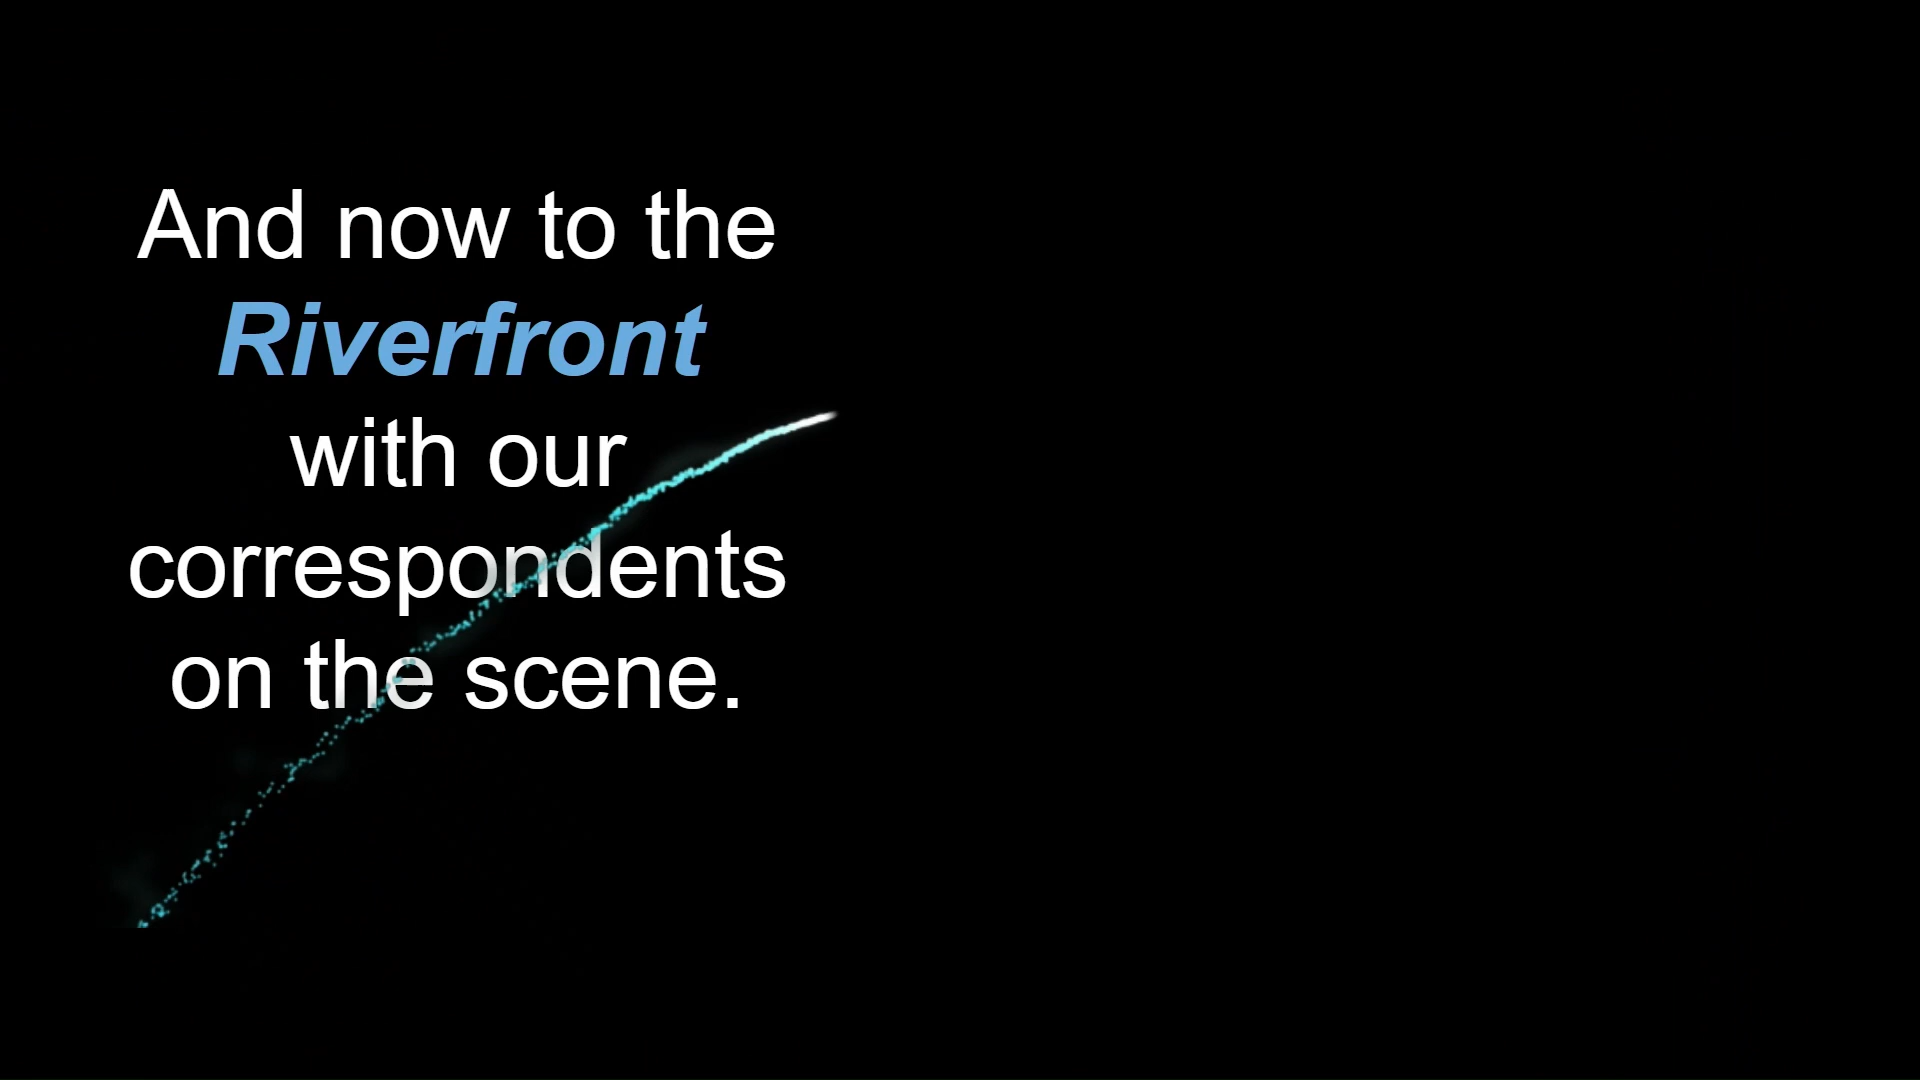 And now to the
Riverfront
with our
correspondents
on the scene.